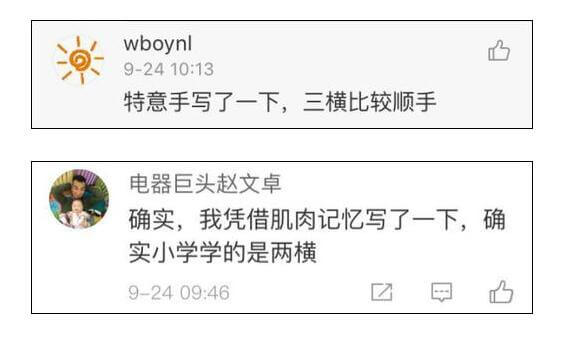 wboynl
9-24 10:13
特意手写了一下，三横比较顺手
电器巨头赵文卓
确实，我凭借肌肉记忆写了一下，确
实小学学的是两横
9-24 09:46